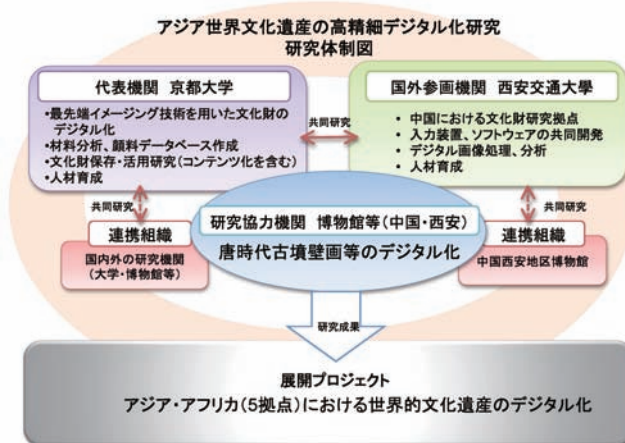 アジア世界文化遺産の高精細デジタル化研究
研究体制図
代表機関 京都大学
•最先端イメージング技術を用いた文化財の
デジタル化
•材料分析、顔料データベース作成
•文化財保存・活用研究(コンテンツ化を含む)
•人材育成
共同研究
国外参画機関 西安交通大學
• 中国における文化財研究拠点
• 入力装置、ソフトウェアの共同開発
• デジタル画像処理、分析
• 人材育成
共同研究
共同研究
研究協力機関 博物館等(中国・西安)
唐時代古墳壁画等のデジタル化
連携組織
国内外の研究機関
(大学・博物館等)
連携組織
中国西安地区博物館
研究成果
展開プロジェクト
アジア・アフリカ(5拠点)における世界的文化遺産のデジタル化